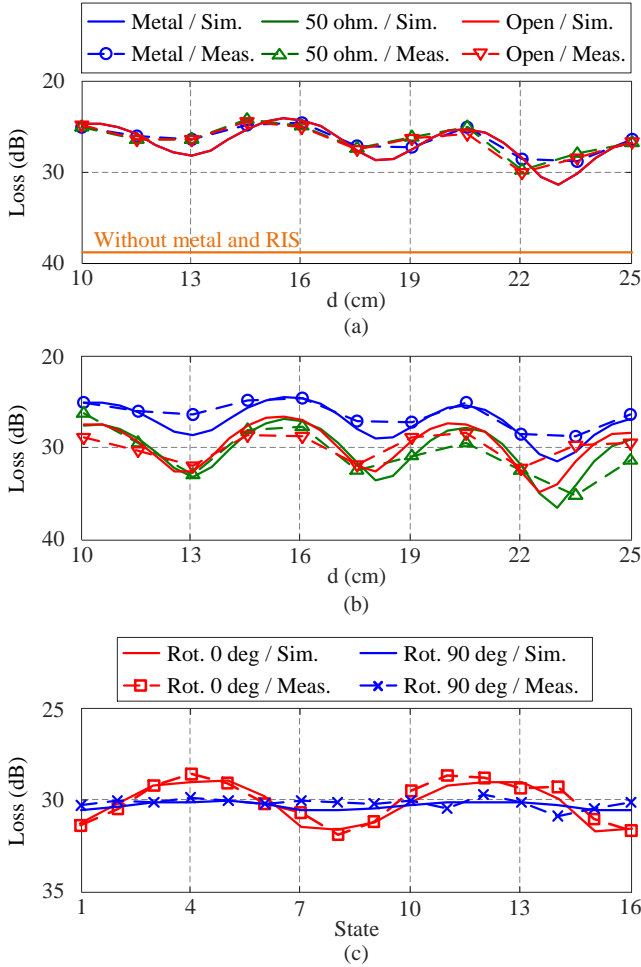 Metal / Sim. 50 ohm. / Sim. Open / Sim.
Metal / Meas. 50 ohm. / Meas. Open / Meas.
20
30
40
Loss (dB)
Without metal and RIS
10 13 16 19 22 25
d (cm)
(a)
20
30
40
Loss (dB)
10 13 16 19 22 25
d (cm)
(b)
Rot. 0 deg / Sim. Rot. 90 deg / Sim.
Rot. 0 deg / Meas. Rot. 90 deg / Meas.
25
30
35
Loss (dB)
1 4 7 10 13 16
State
(c)